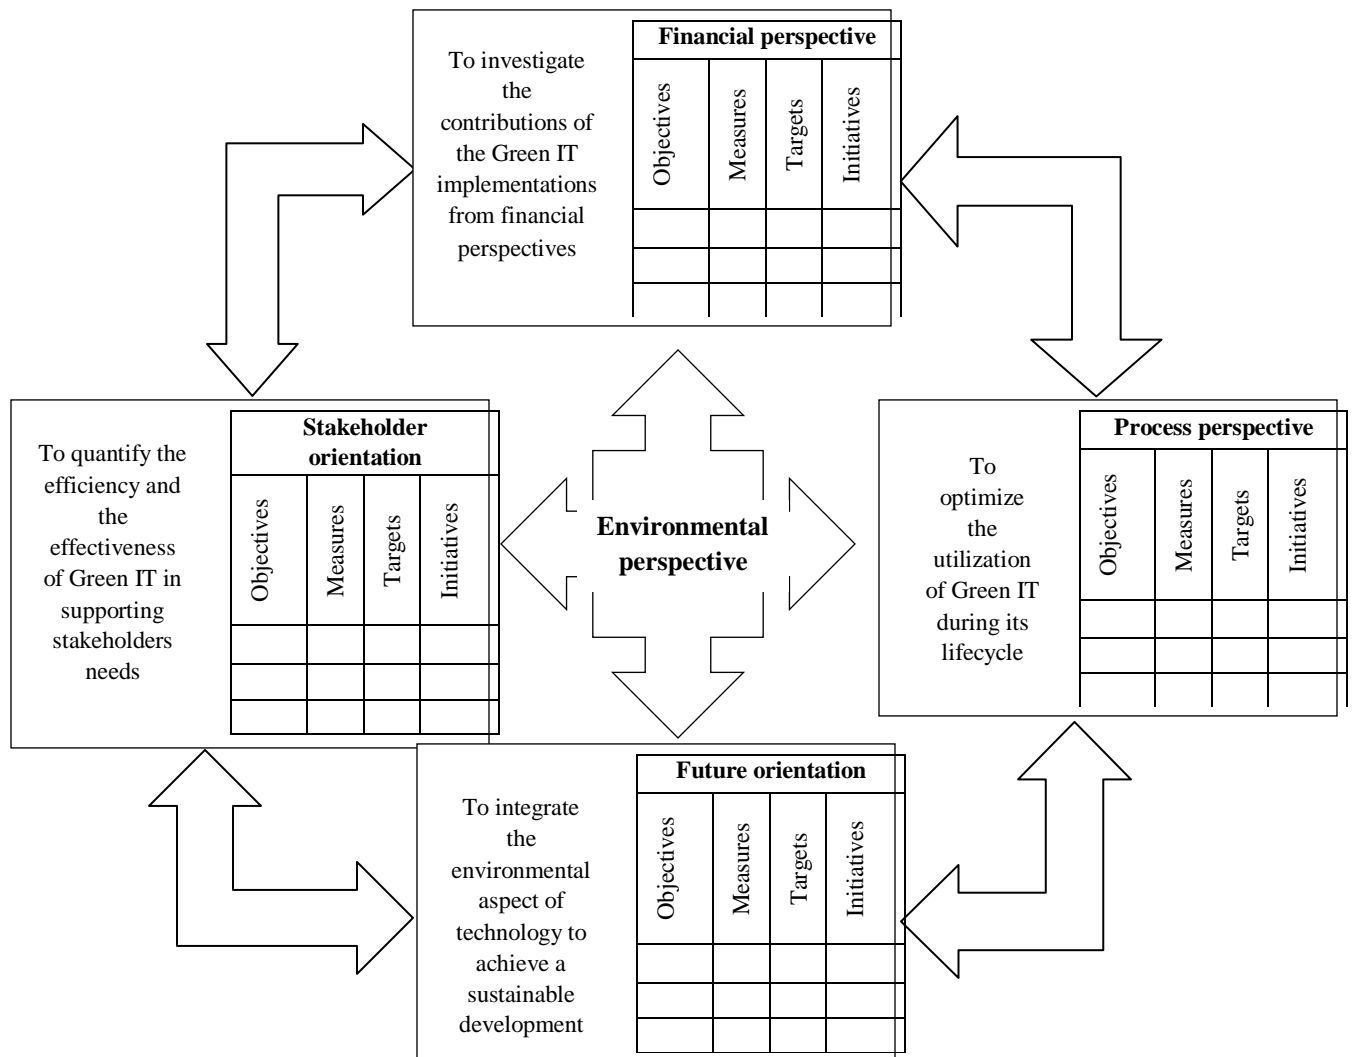 To investigate
the
contributions of
the Green IT
implementations
from financial
perspectives
Financial perspective
Objectives
Measures
Targets
Initiatives
To quantify the
efficiency and
the
effectiveness
of Green IT in
supporting
stakeholders
needs
Stakeholder
orientation
Objectives
Measures
Targets
Initiatives
Environmental
perspective
To
optimize
the
utilization
of Green IT
during its
lifecycle
Process perspective
Objectives
Measures
Targets
Initiatives
To integrate
the
environmental
aspect of
technology to
achieve a
sustainable
development
Future orientation
Objectives
Measures
Targets
Initiatives